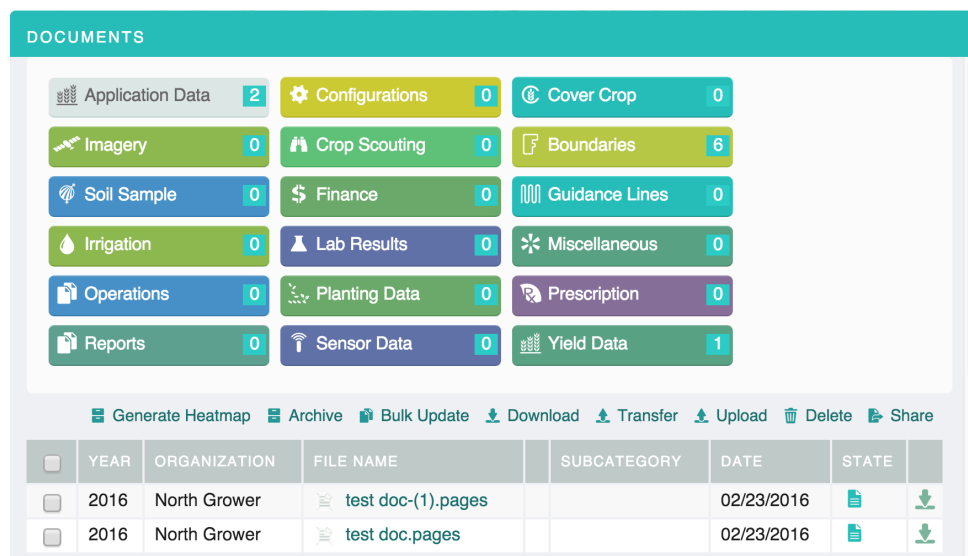 DOCUMENTS
Application Data 2 Configurations 0 Cover Crop 0
Imagery 0 Crop Scouting 0 Boundaries 6
Soil Sample 0 $ Finance 0 Guidance Lines 0
Irrigation 0 Lab Results 0 Miscellaneous 0
Operations 0 Planting Data 0 Rx Prescription 0
Reports 0 Sensor Data 0 Yield Data 1
Generate Heatmap Archive Bulk Update Download Transfer Upload Delete Share
YEAR ORGANIZATION FILE NAME SUBCATEGORY DATE STATE
2016 North Grower test doc-(1).pages 02/23/2016
2016 North Grower test doc.pages 02/23/2016